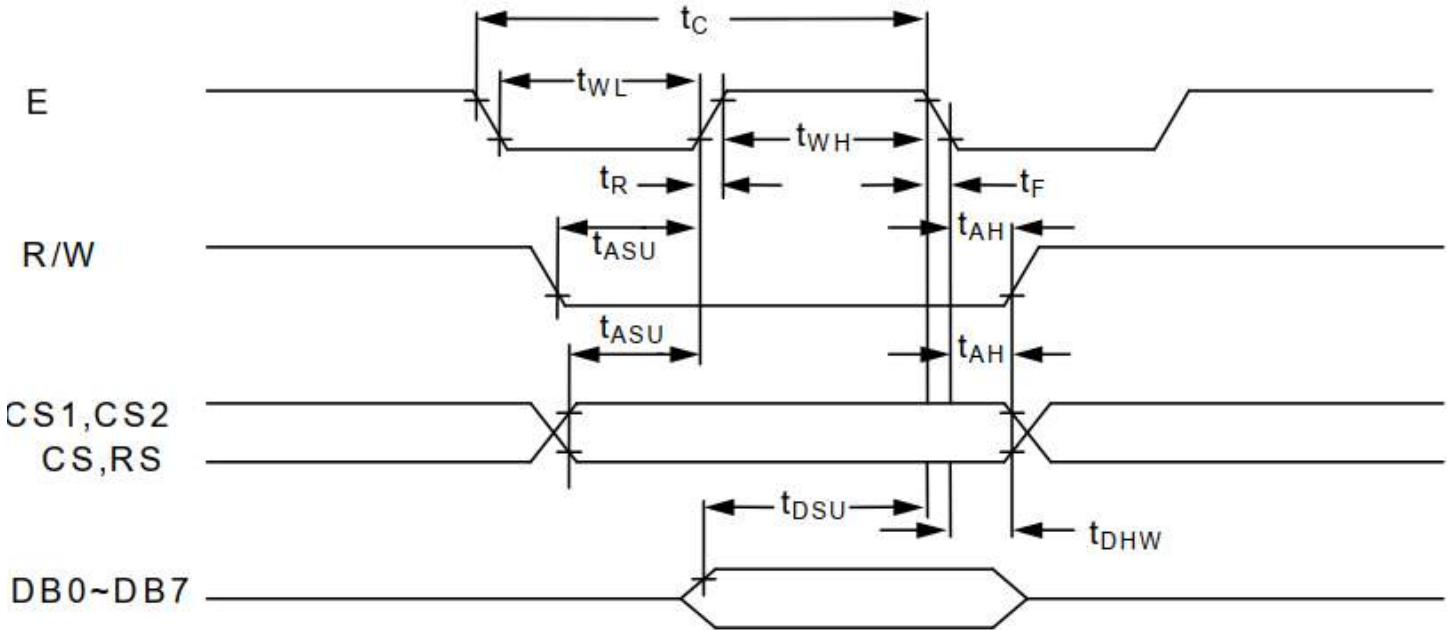 tC
E
tWL
tWH
tR
tF
tAH
R/W
tASU
tASU
tAH
CS1,CS2
CS,RS
tDSU
tDHW
DB0~DB7